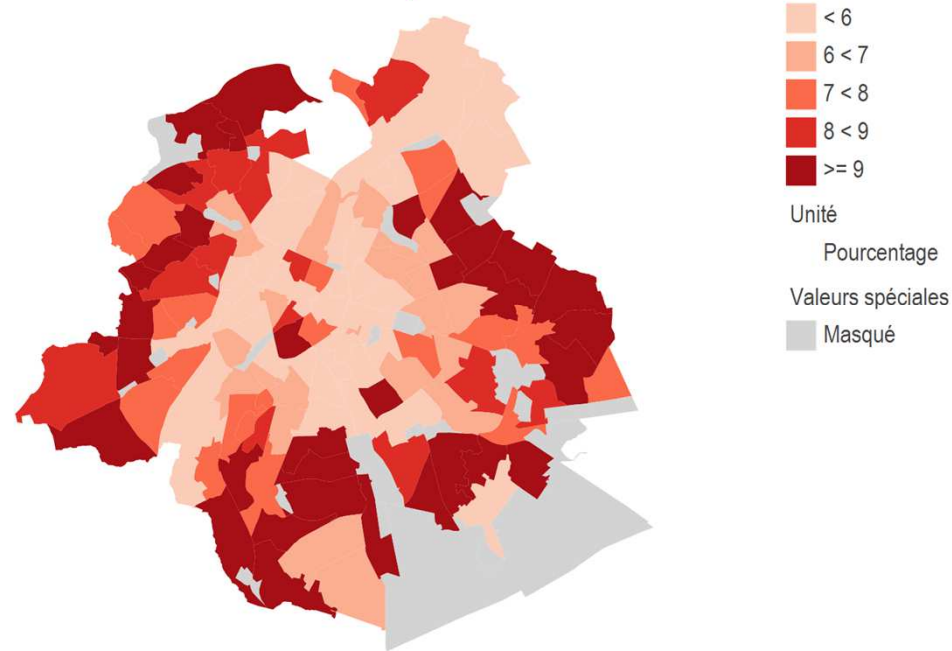 < 6
6 < 7
7 < 8
8 < 9
>= 9
Unité
Pourcentage
Valeurs spéciales
Masqué